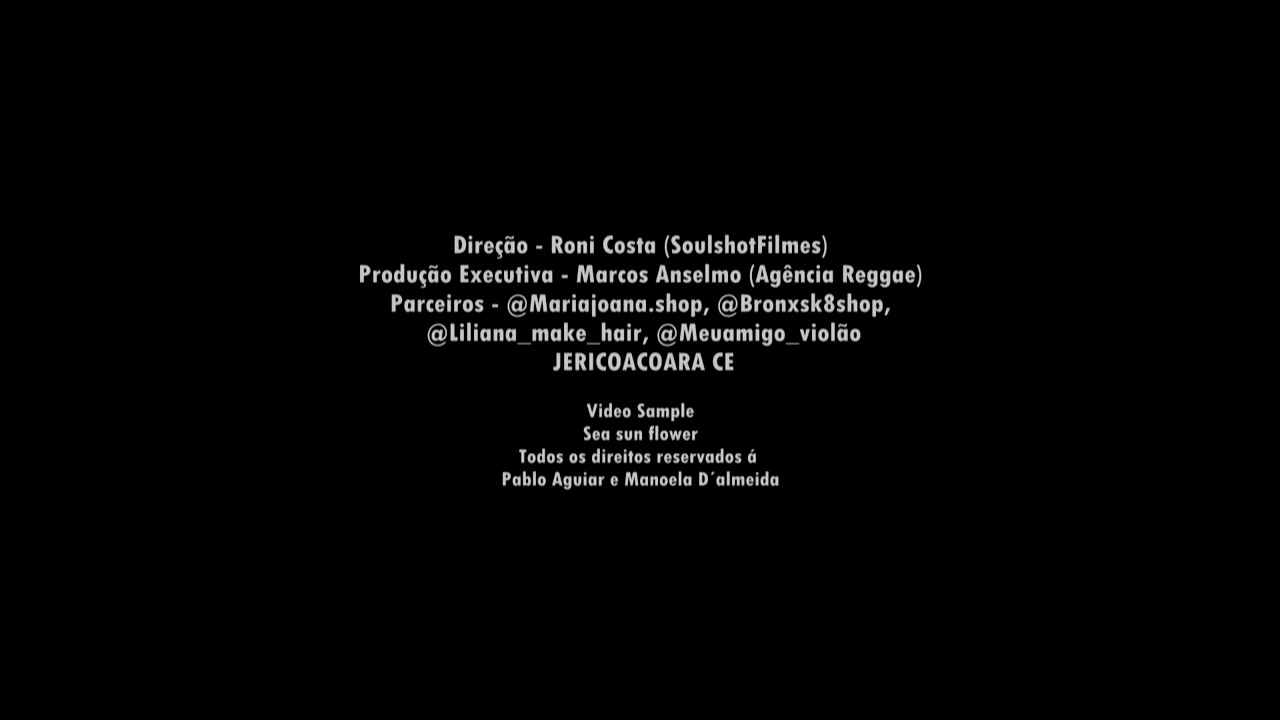 Direção - Roni Costa (SoulshotFilmes)
Produção Executiva - Marcos Anselmo (Agência Reggae)
Parceiros - @Mariajoana.shop, @Bronxsk8shop,
@Liliana_make_hair, @Meuamigo_violão
JERICOACOARA CE
Video Sample
Sea sun flower
Todos os direitos reservados á
Pablo Aguiar e Manoela D´almeida